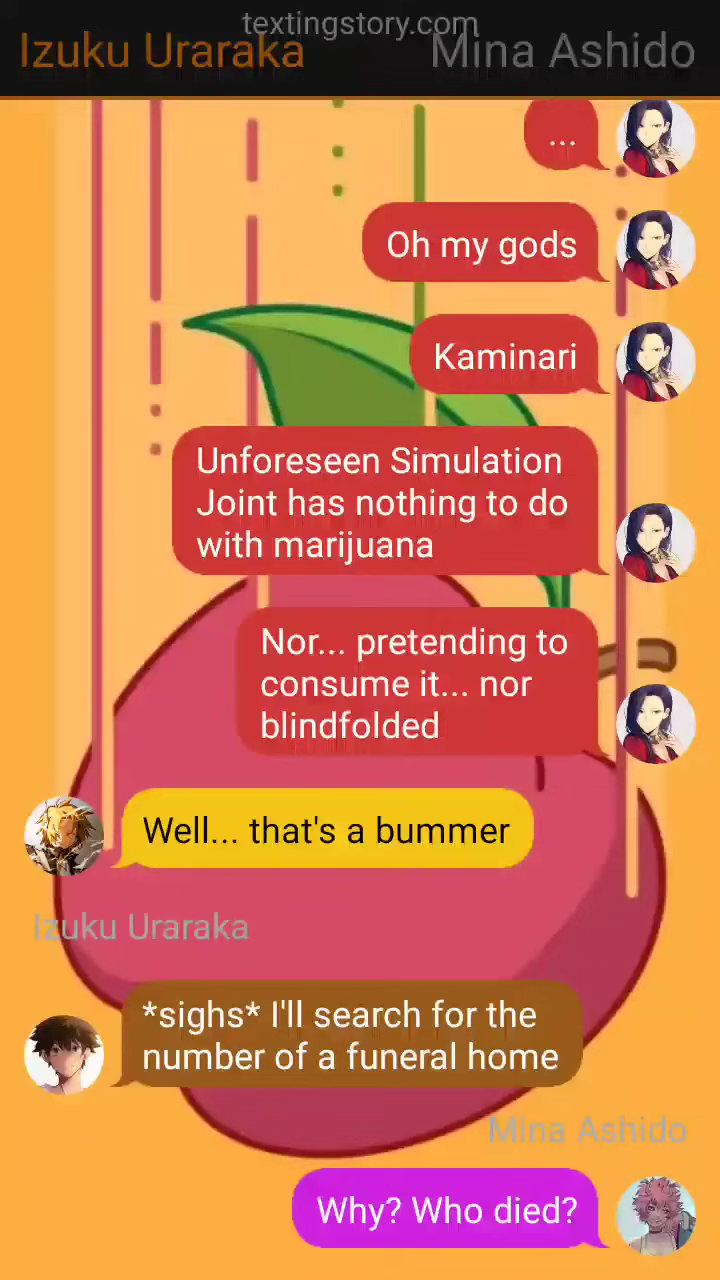 textingstory.com
Izuku Uraraka
Mina Ashido
...
Oh my gods
Kaminari
Unforeseen Simulation
Joint has nothing to do
with marijuana
Nor... pretending to
consume it... nor
blindfolded
Well... that's a bummer
Izuku Uraraka
*sighs* I'll search for the
number of a funeral home
Mina Ashido
Why? Who died?